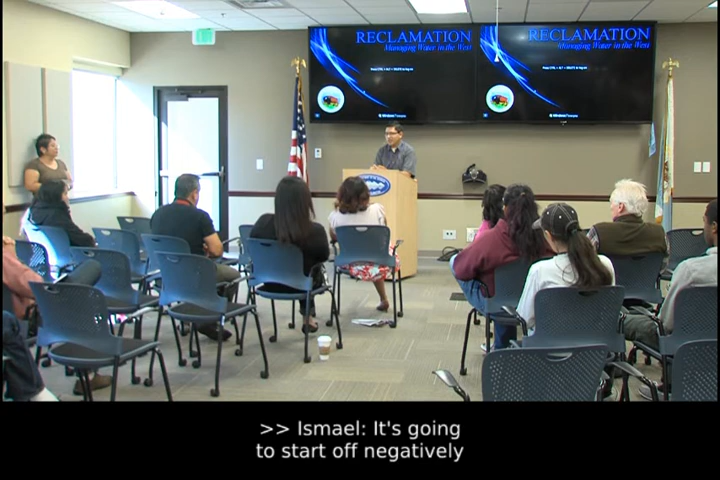 RECLAMATION
Managing Water in the West
RECLAMATION
Managing Water in the West
>> Ismael: It's going
to start off negatively